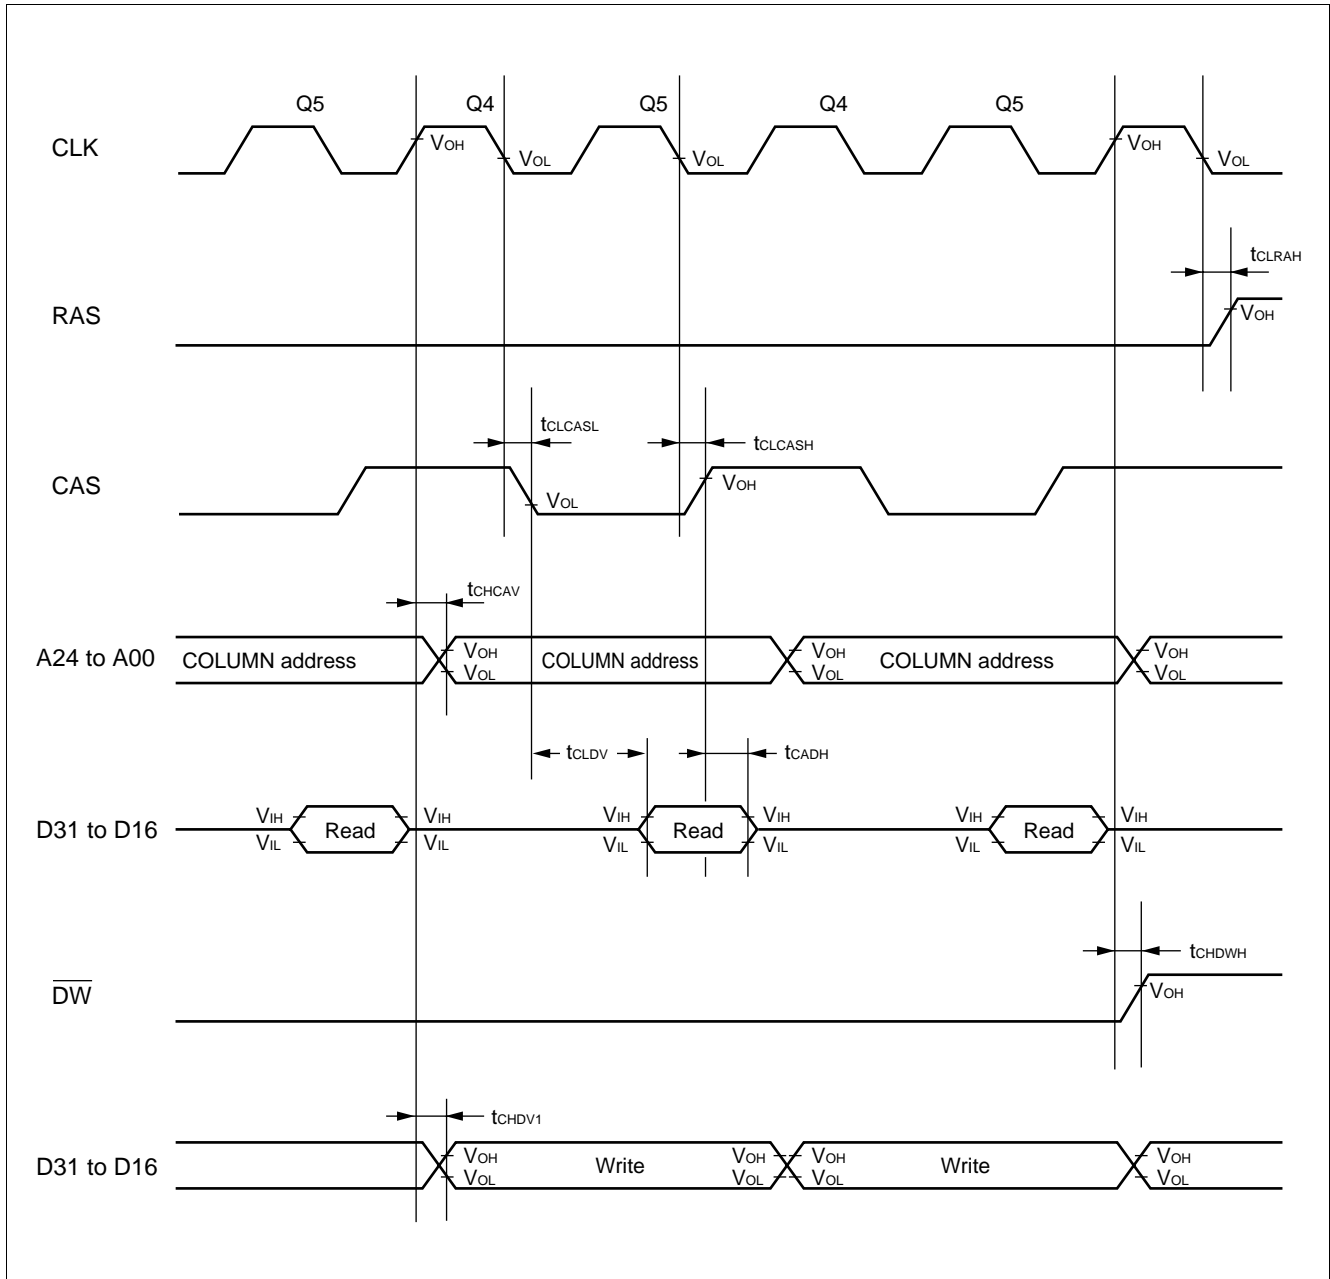 Q5 Q4 Q5 Q4 Q5
CLK VOH VOL VOL VOH VOL
tCLRAH
RAS VOH
tCLCASL tCLCASH
CAS VOL VOH
tCHCAV
A24 to A00 COLUMN address VOH VOL COLUMN address VOH VOL COLUMN address VOH VOL
tCLDV tCADH
D31 to D16 VIH VIL Read VIH VIL VIH VIL Read VIH VIL VIH VIL Read VIH VIL
tCHDWH
DW VOH
tCHDV1
D31 to D16 VOH VOL Write VOH VOL VOH VOL Write VOH VOL